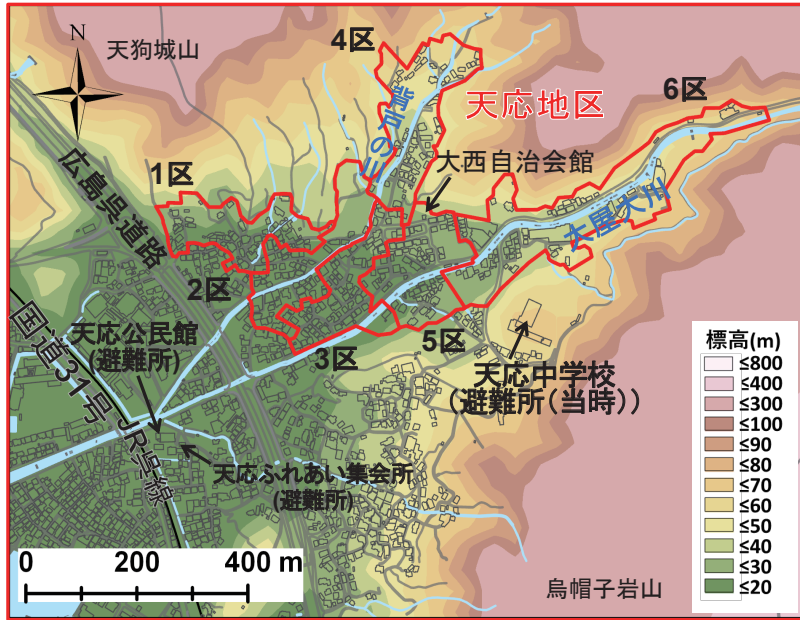 N
天狗城山
4区
背戸の川
天応地区
6区
大西自治会館
1区
広島呉道路
大屋大川
2区
国道31号
JR呉線
天応公民館
(避難所)
3区
5区
天応中学校
(避難所(当時))
天応ふれあい集会所
(避難所)
烏帽子岩山
0 200 400 m
標高(m)
≤800
≤400
≤300
≤100
≤90
≤80
≤70
≤60
≤50
≤40
≤30
≤20